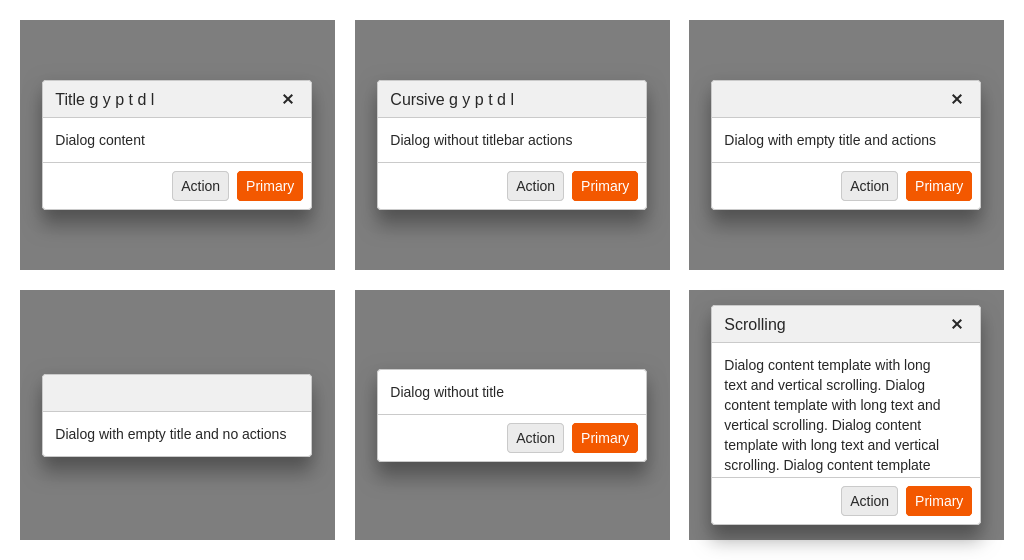 Title g y p t d l ✕
Dialog content
Action Primary
Cursive g y p t d l
Dialog without titlebar actions
Action Primary
✕
Dialog with empty title and actions
Action Primary
Dialog with empty title and no actions
Dialog without title
Action Primary
Scrolling ✕
Dialog content template with long
text and vertical scrolling. Dialog
content template with long text and
vertical scrolling. Dialog content
template with long text and vertical
scrolling. Dialog content template
Action Primary